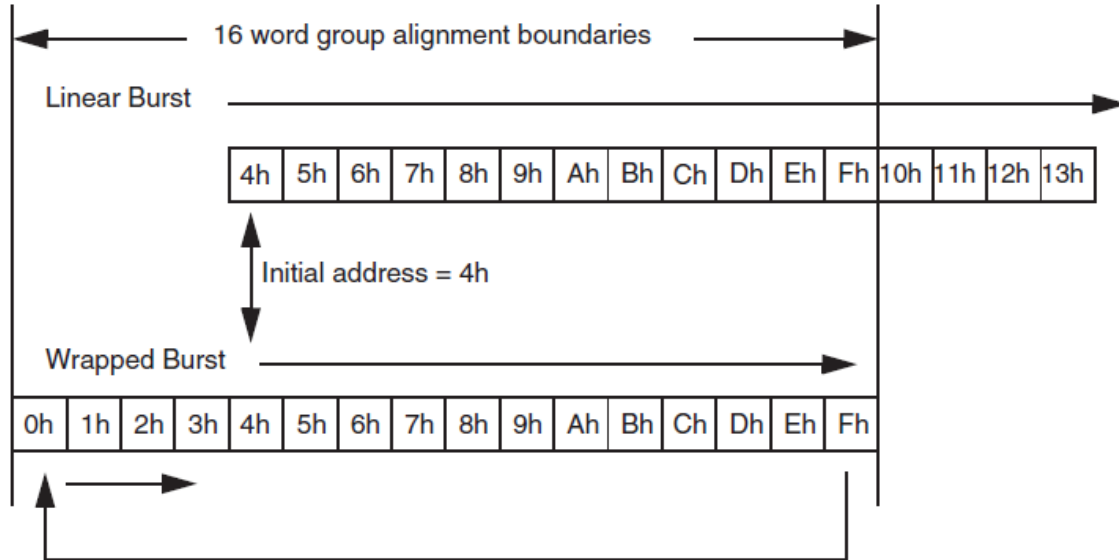 16 word group alignment boundaries
Linear Burst
4h 5h 6h 7h 8h 9h Ah Bh Ch Dh Eh Fh 10h 11h 12h 13h
Initial address = 4h
Wrapped Burst
0h 1h 2h 3h 4h 5h 6h 7h 8h 9h Ah Bh Ch Dh Eh Fh